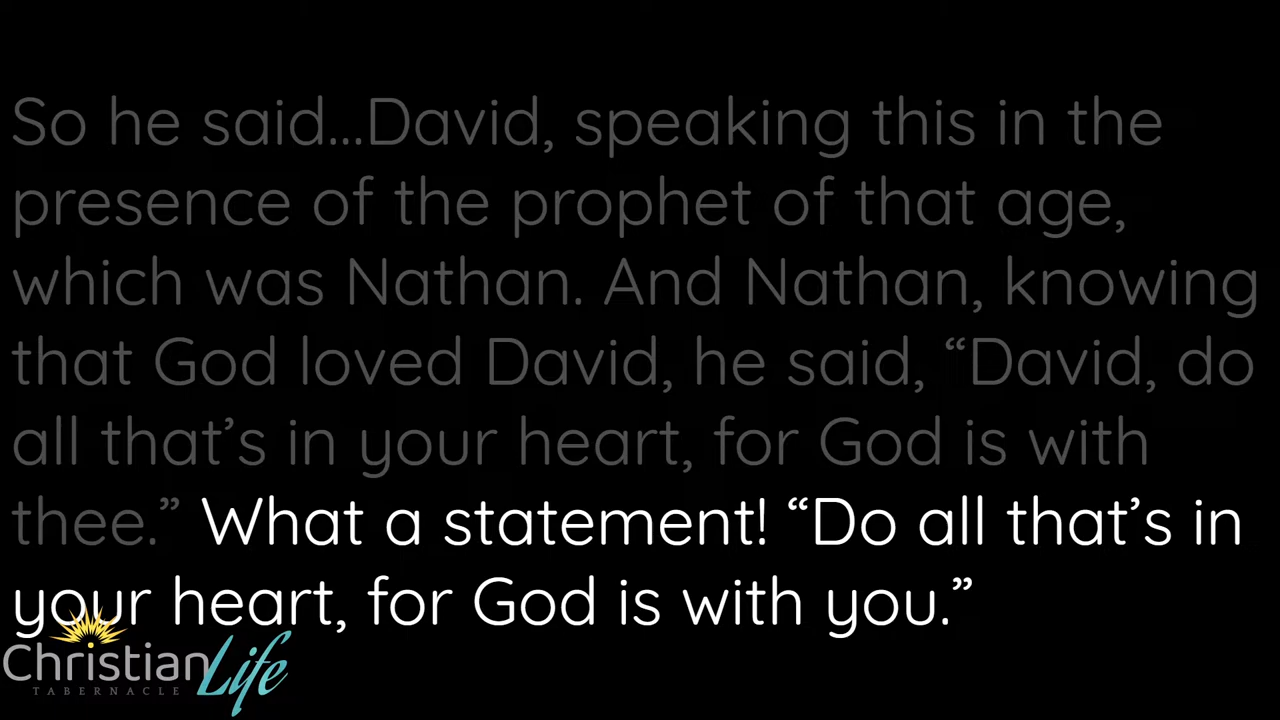 So he said...David, speaking this in the
presence of the prophet of that age,
which was Nathan. And Nathan, knowing
that God loved David, he said, “David, do
all that’s in your heart, for God is with
thee.” What a statement! “Do all that’s in
your heart, for God is with you.”
Christian Life
TABERNACLE